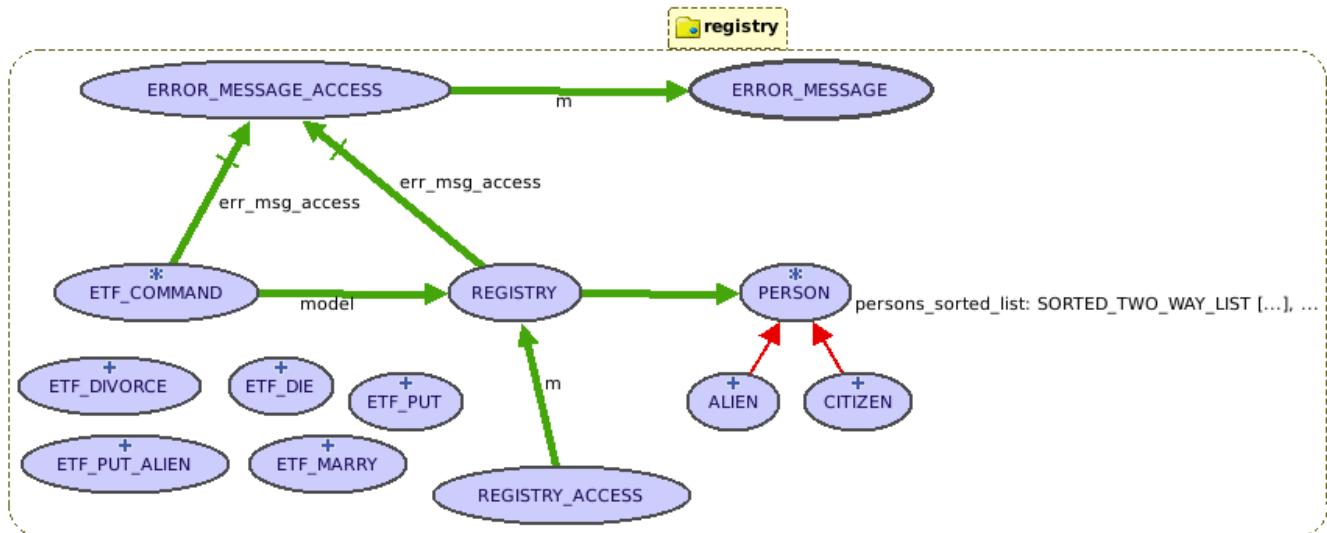 registry
ERROR_MESSAGE_ACCESS
m
ERROR_MESSAGE
err_msg_access
err_msg_access
*
ETF_COMMAND
model
REGISTRY
*
PERSON
persons_sorted_list: SORTED_TWO_WAY_LIST [...], ...
+
ETF_DIVORCE
+
ETF_DIE
+
ETF_PUT
m
+
ALIEN
+
CITIZEN
+
ETF_PUT_ALIEN
+
ETF_MARRY
REGISTRY_ACCESS